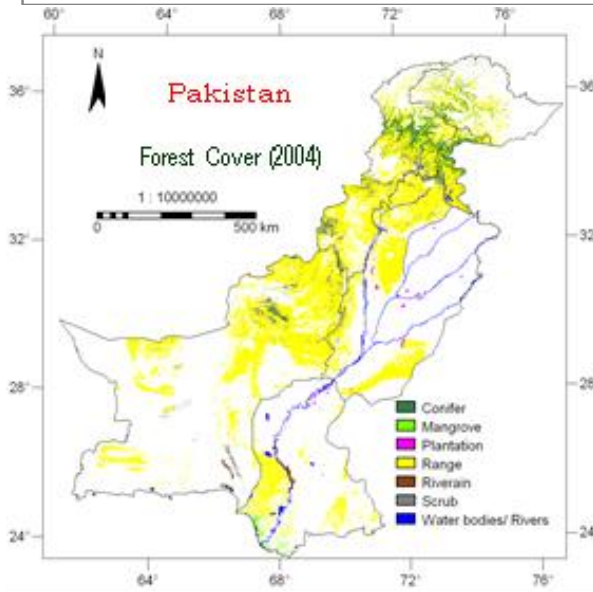 60° 68° 72° 76°
N
36° 36°
Pakistan
Forest Cover (2004)
1 : 10000000
0 500 km
32° 32°
28° 28°
Conifer
Mangrove
Plantation
Range
Riverain
Scrub
Water bodies/ Rivers
24° 24°
64° 68° 72° 76°